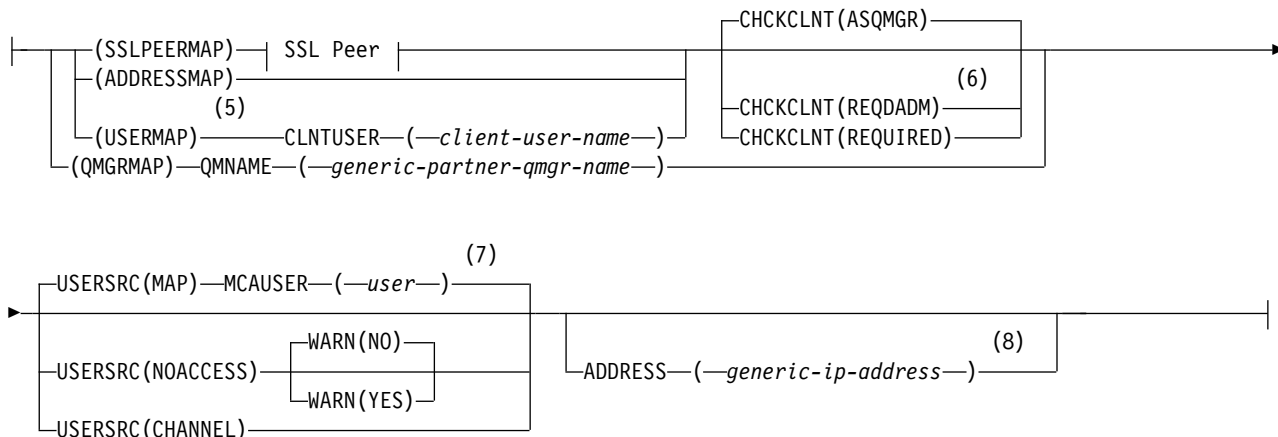 CHCKCLNT(ASQMGR)
(SSLPEERMAP) SSL Peer
(ADDRESSMAP)
(5) (6)
CHCKCLNT(REQDADM)
(USERMAP) CLNTUSER ( client-user-name ) CHCKCLNT(REQUIRED)
(QMGRMAP) QMNAME ( generic-partner-qmgr-name )
(7)
USERSRC(MAP) MCAUSER ( user )
WARN(NO) (8)
USERSRC(NOACCESS) ADDRESS ( generic-ip-address )
WARN(YES)
USERSRC(CHANNEL)